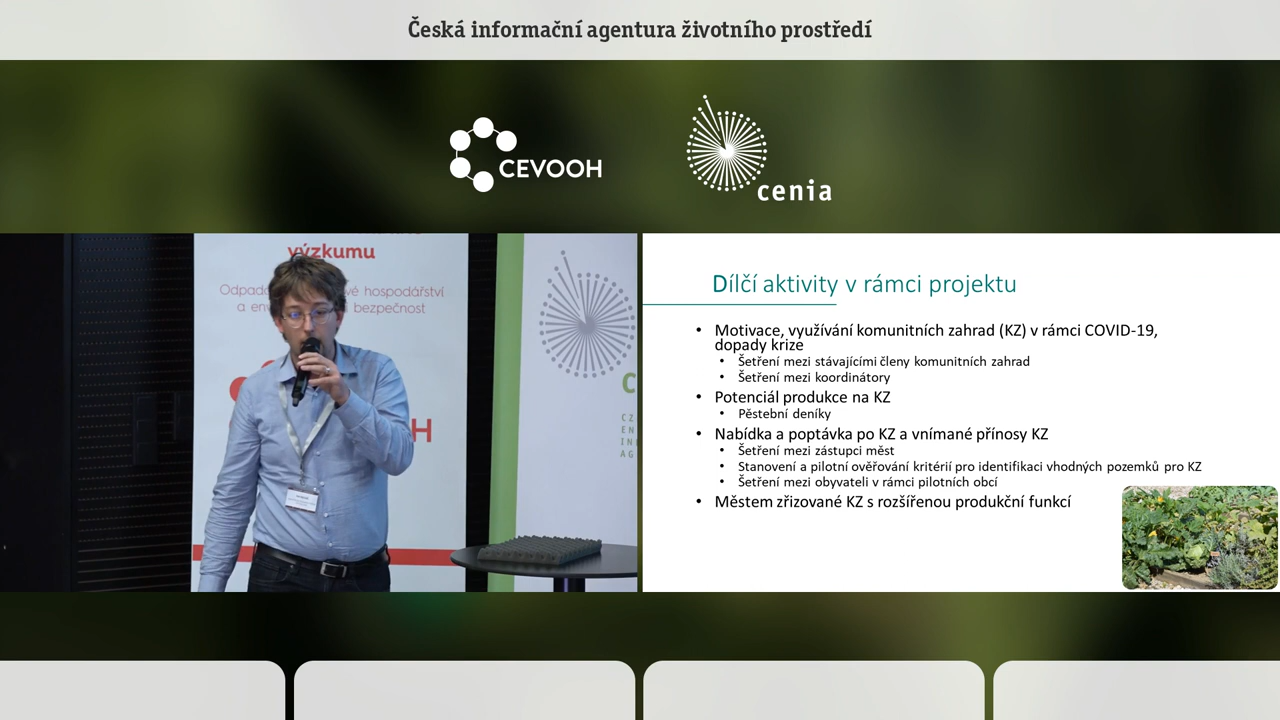 Česká informační agentura životního prostředí
CEVOOH
cenia
výzkumu
hospodářství
bezpečnost
H
C
CZ
EN
IN
AG
Dílčí aktivity v rámci projektu
• Motivace, využívání komunitních zahrad (KZ) v rámci COVID-19,
dopady krize
• Šetření mezi stávajícími členy komunitních zahrad
• Šetření mezi koordinátory
• Potenciál produkce na KZ
• Pěstební deníky
• Nabídka a poptávka po KZ a vnímané přínosy KZ
• Šetření mezi zástupci měst
• Stanovení a pilotní ověřování kritérií pro identifikaci vhodných pozemků pro KZ
• Šetření mezi obyvateli v rámci pilotních obcí
• Městem zřizované KZ s rozšířenou produkční funkcí